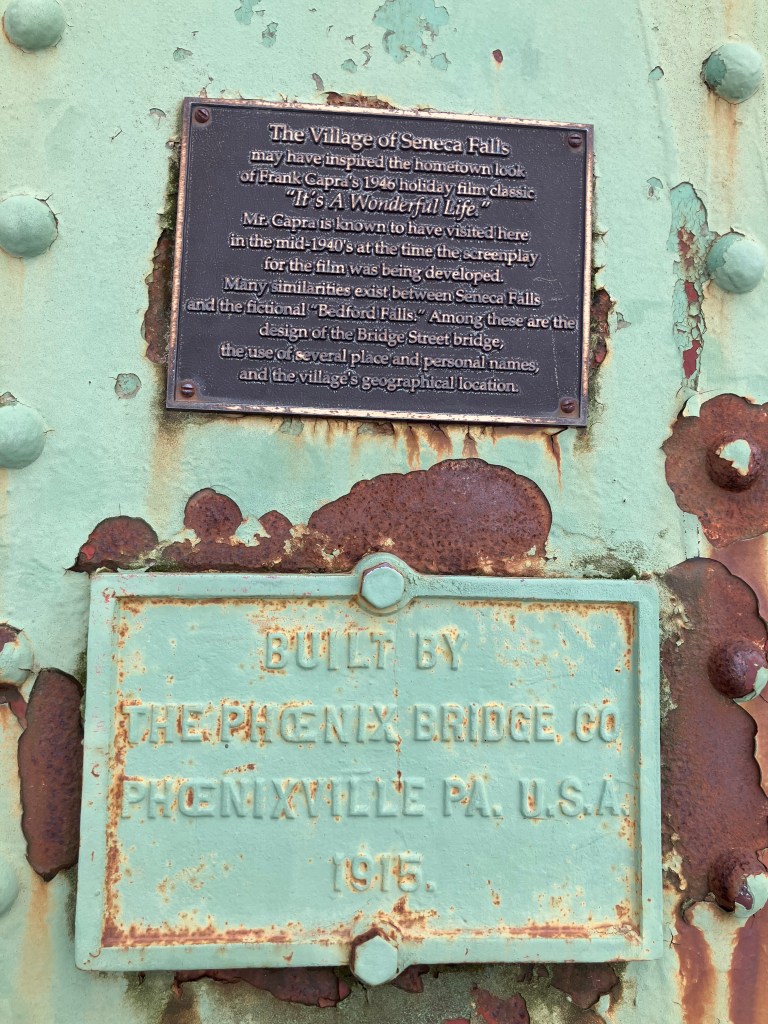 The Village of Seneca Falls
may have inspired the hometown look
of Frank Capra's 1946 holiday film classic
"It's A Wonderful Life."
Mr. Capra is known to have visited here
in the mid-1940's at the time the screenplay
for the film was being developed.
Many similarities exist between Seneca Falls
and the fictional "Bedford Falls." Among these are the
design of the Bridge Street bridge,
the use of several place and personal names,
and the village's geographical location.
BUILT BY
THE PHŒNIX BRIDGE CO
PHŒNIXVILLE PA. U.S.A.
1915.